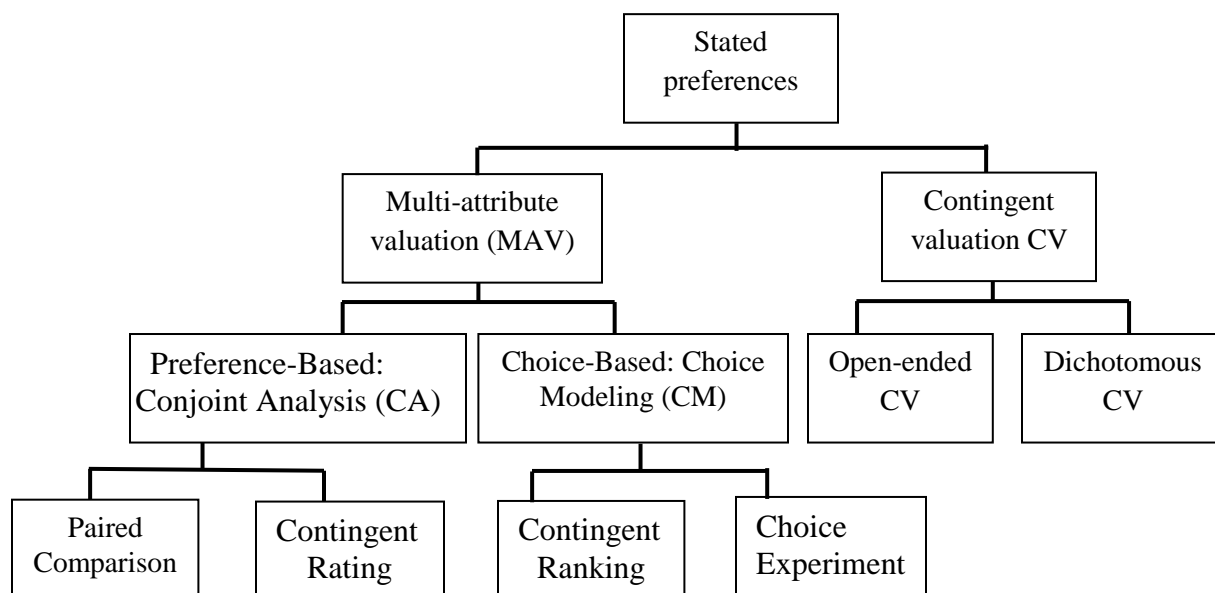 Stated
preferences
Multi-attribute
valuation (MAV)
Contingent
valuation CV
Preference-Based:
Conjoint Analysis (CA)
Choice-Based: Choice
Modeling (CM)
Open-ended
CV
Dichotomous
CV
Paired
Comparison
Contingent
Rating
Contingent
Ranking
Choice
Experiment